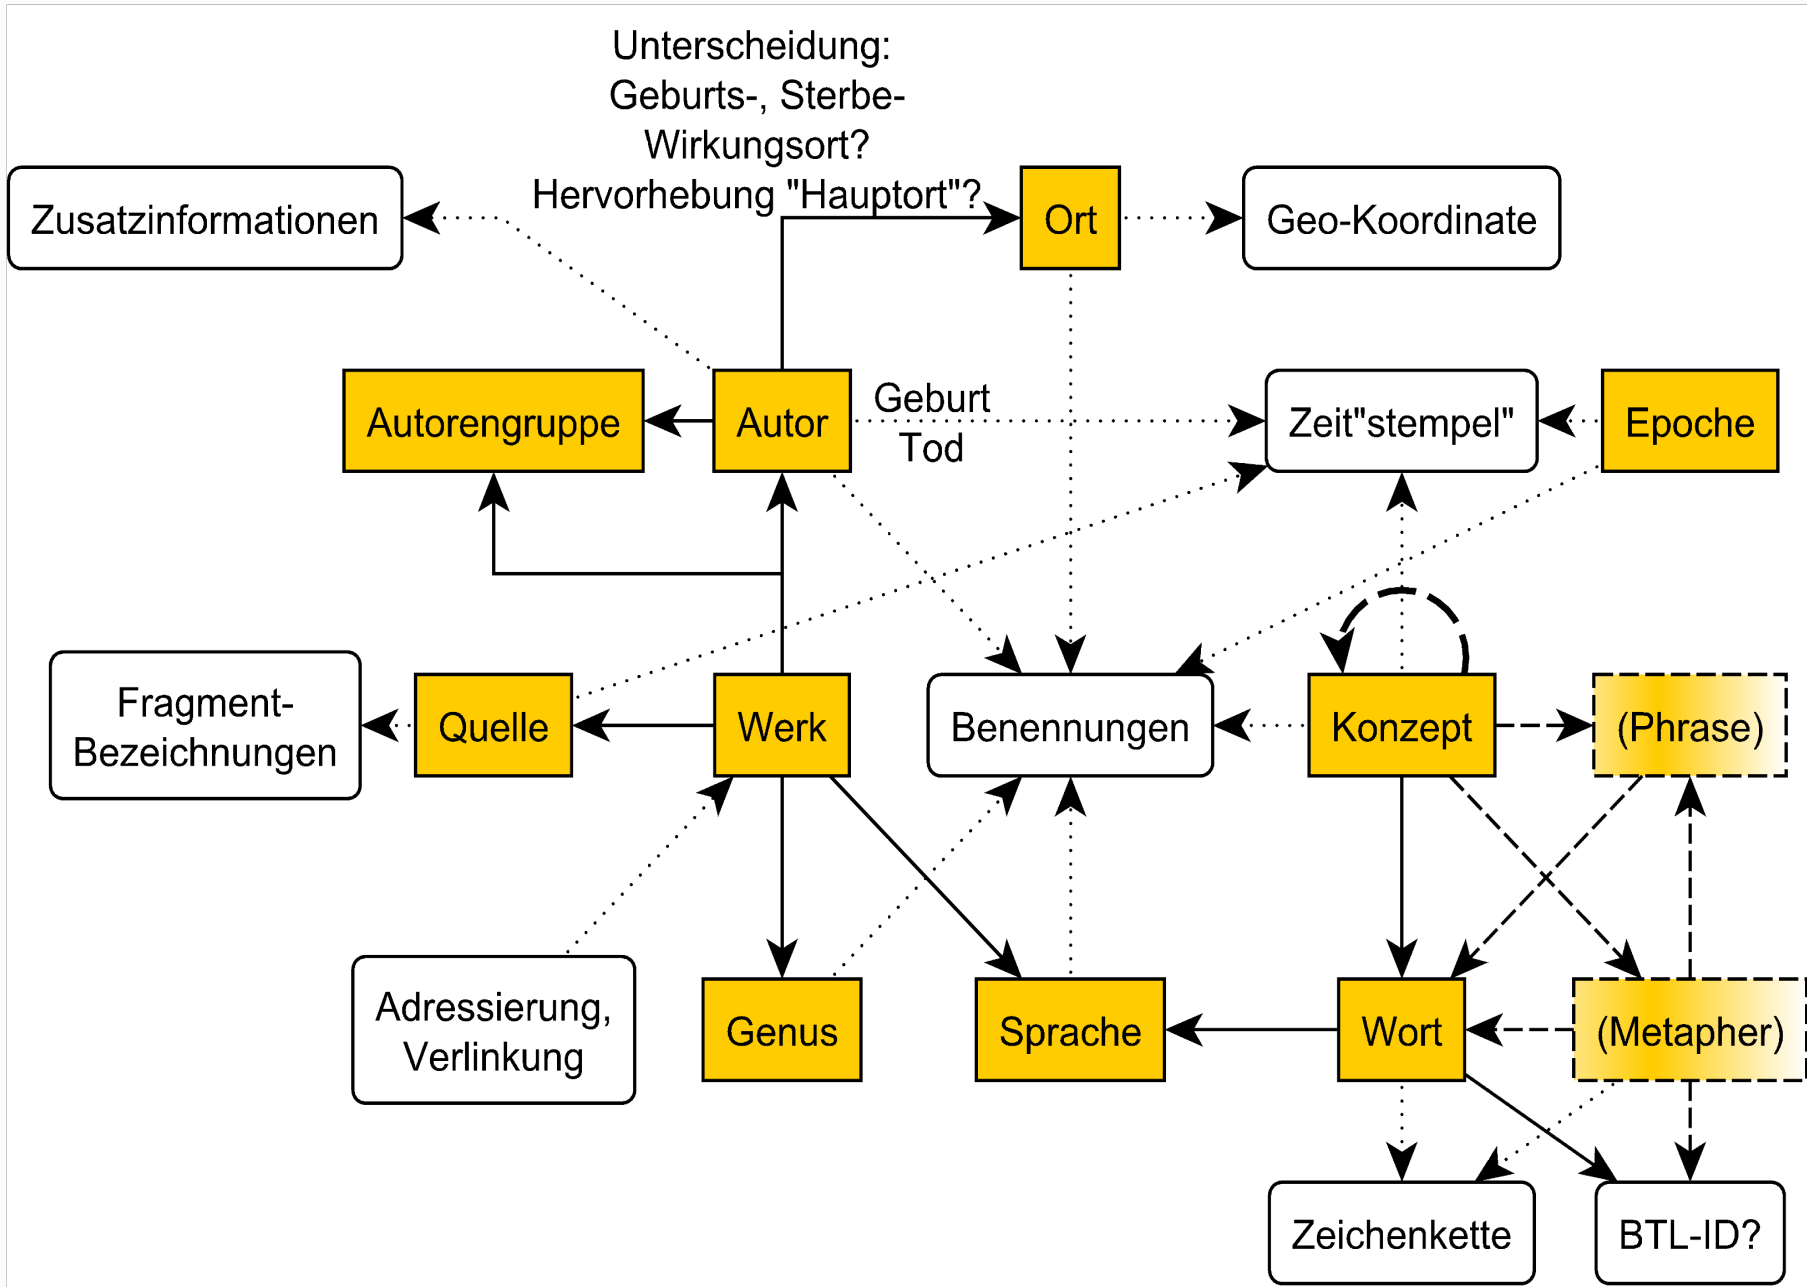 Unterscheidung:
Geburts-, Sterbe-
Wirkungsort?
Hervorhebung "Hauptort"?
Zusatzinformationen
Ort
Geo-Koordinate
Autorengruppe
Autor
Geburt
Tod
Zeit"stempel"
Epoche
Fragment-
Bezeichnungen
Quelle
Werk
Benennungen
Konzept
(Phrase)
Adressierung,
Verlinkung
Genus
Sprache
Wort
(Metapher)
Zeichenkette
BTL-ID?